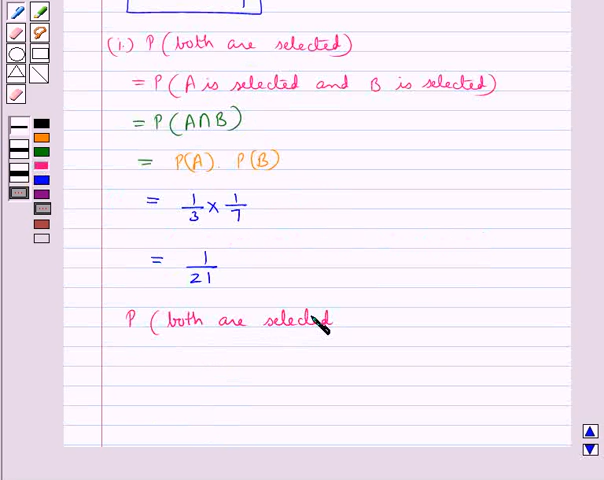 (i.) P (both are selected)
= P (A is selected and B is selected)
= P (A∩B)
= P(A). P(B)
= 1/3 × 1/7
= 1/21
P (both are selected